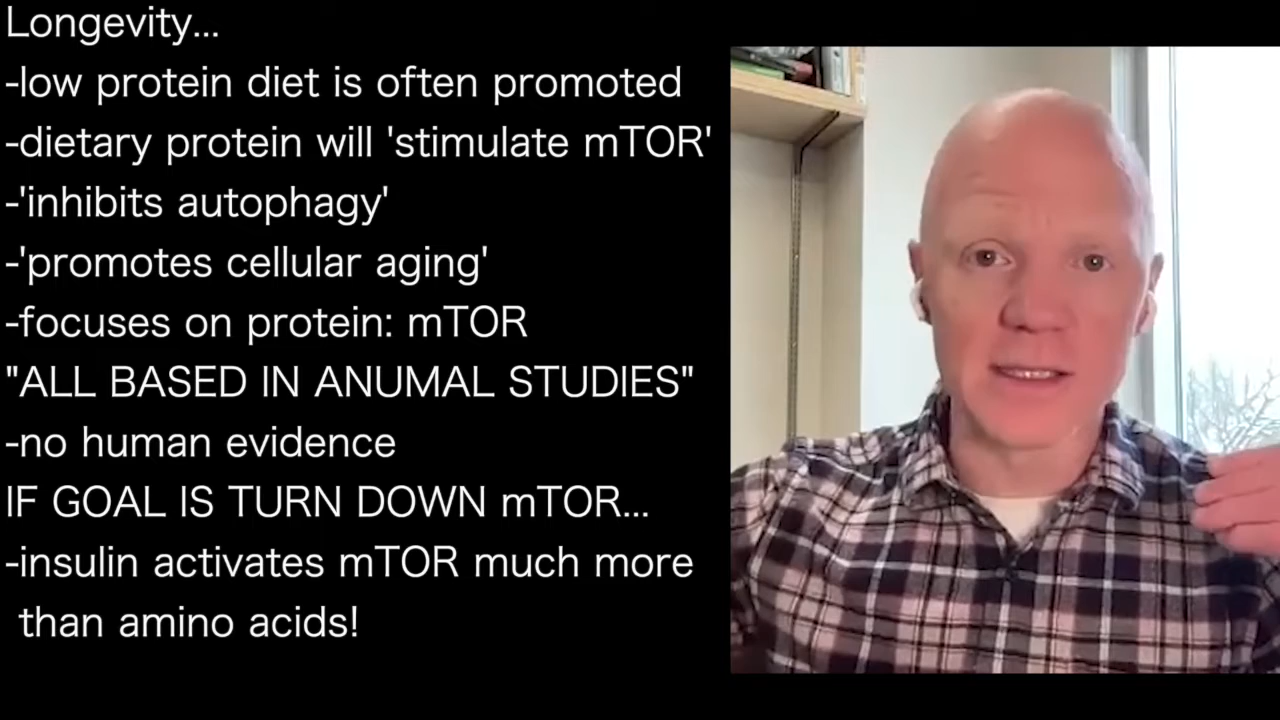 Longevity...
-low protein diet is often promoted
-dietary protein will 'stimulate mTOR'
-'inhibits autophagy'
-'promotes cellular aging'
-focuses on protein: mTOR
"ALL BASED IN ANUMAL STUDIES"
-no human evidence
IF GOAL IS TURN DOWN mTOR...
-insulin activates mTOR much more
than amino acids!